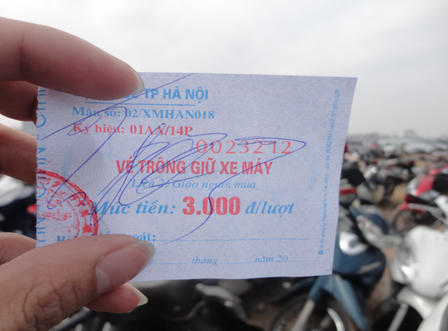 TP HÀ NỘI
Mẫu số: 02/XMHAN018
Ký hiệu: 01AA/14P
0023212
VÉ TRÔNG GIỮ XE MÁY
Liên 2: Giao người mua
Mức tiền: 3.000 đ/lượt
tháng năm 20